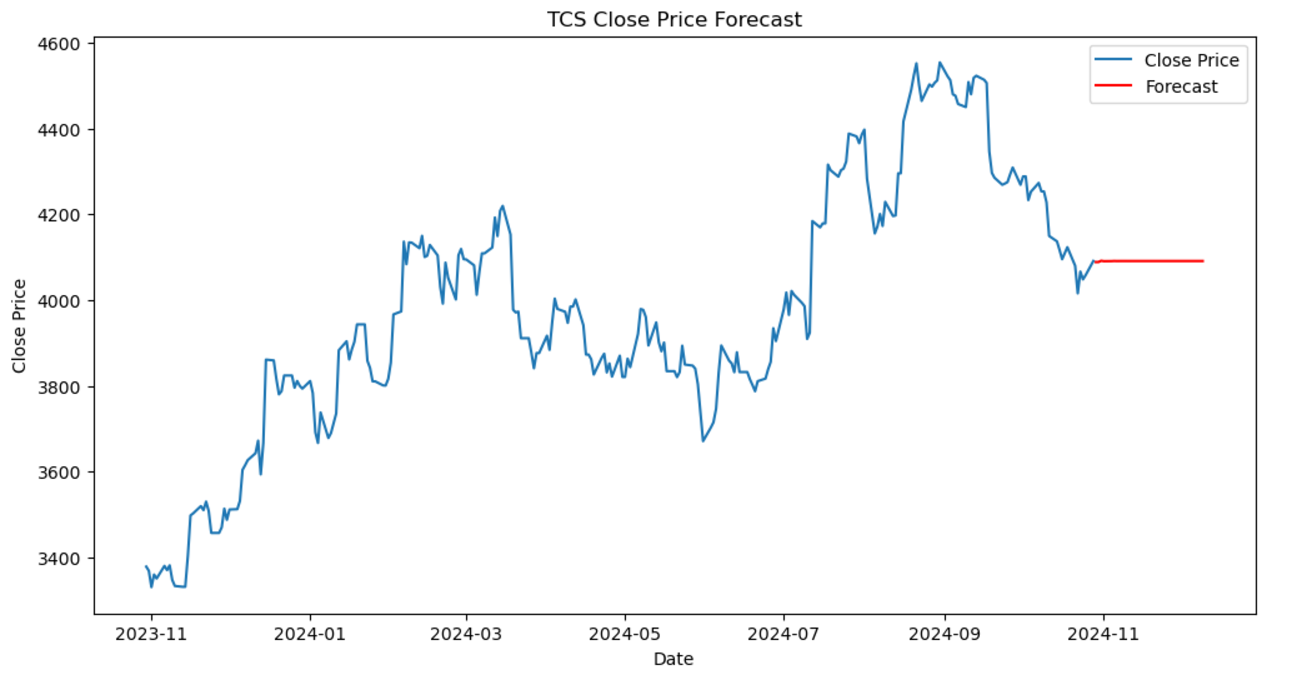 TCS Close Price Forecast
4600
4400
4200
4000
3800
3600
3400
Close Price
Close Price
Forecast
2023-11
2024-01
2024-03
2024-05
2024-07
2024-09
2024-11
Date